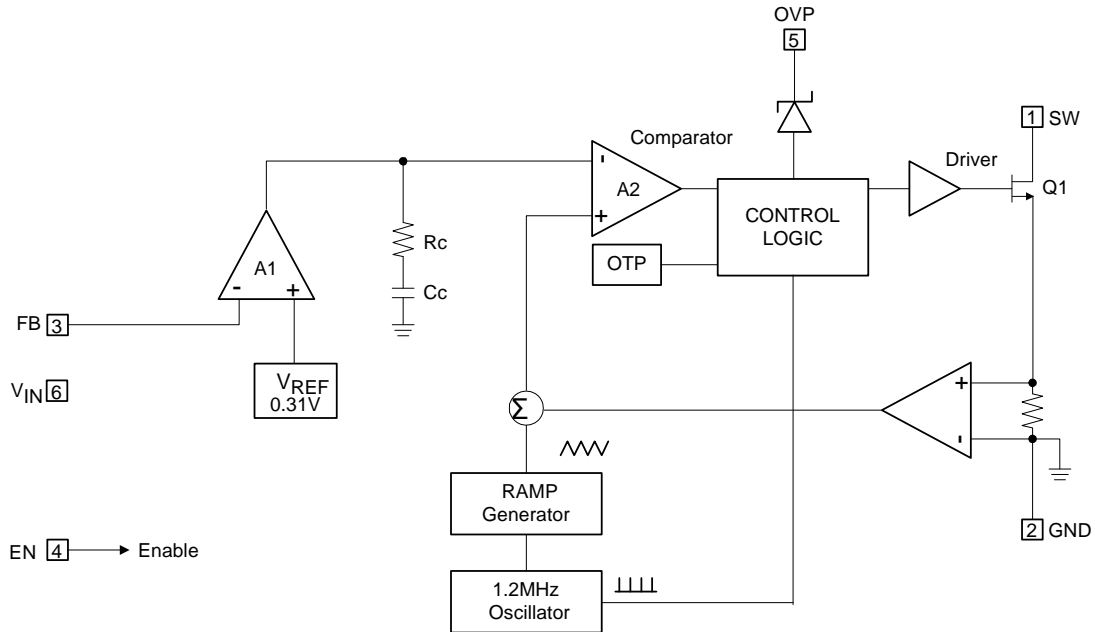 OVP
5
1 SW
Comparator
Driver
-
A2
+
Q1
CONTROL
LOGIC
Rc
OTP
A1
- +
Cc
FB 3
VREF
0.31V
VIN 6
Σ
+
-
RAMP
Generator
2 GND
EN 4 Enable
1.2MHz
Oscillator